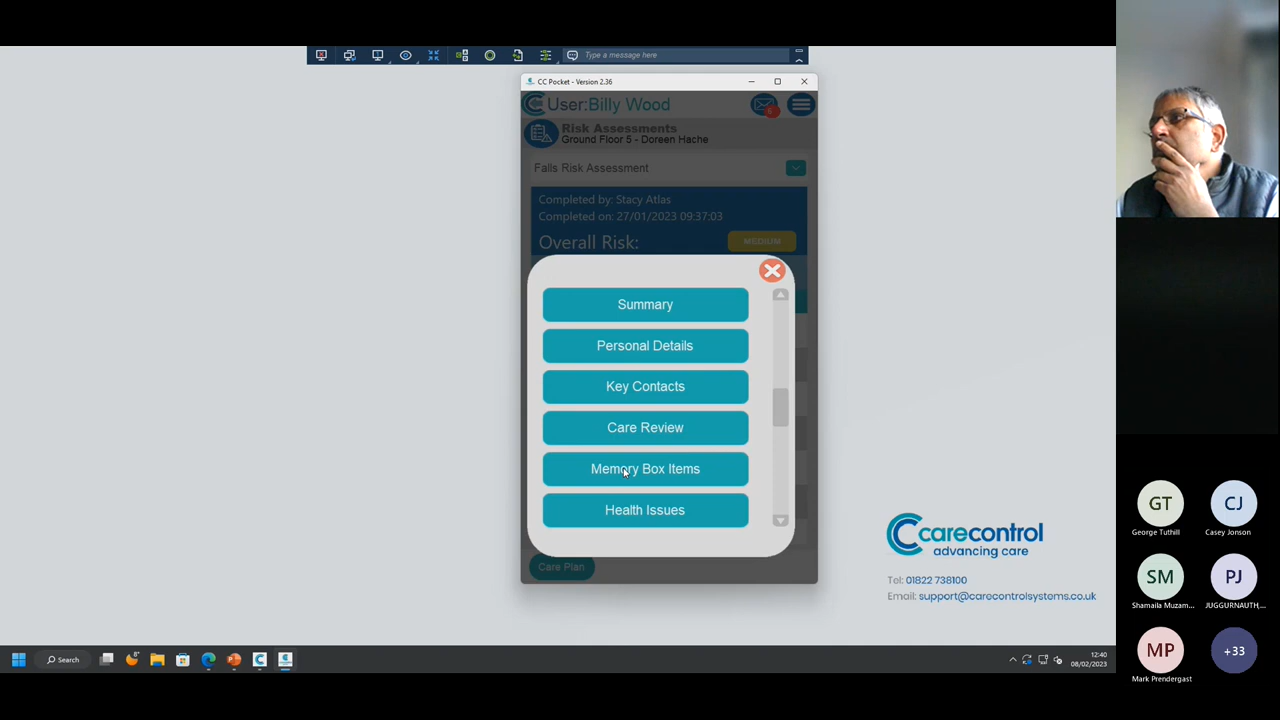 Type a message here
CC Pocket - Version 2.36
User:Billy Wood
Risk Assessments
Ground Floor 5 - Doreen Hache
Falls Risk Assessment
Completed by: Stacy Atlas
Completed on: 27/01/2023 09:37:03
Overall Risk:
MEDIUM
Summary
Personal Details
Key Contacts
Care Review
Memory Box Items
Health Issues
Care Plan
carecontrol
advancing care
Tel: 01822 738100
Email: support@carecontrolsystems.co.uk
Search
8°
12:40
08/02/2023
GT
George Tuthill
CJ
Casey Jonson
SM
Shamaila Muzam...
PJ
JUGGURNAUTH,...
MP
Mark Prendergast
+33